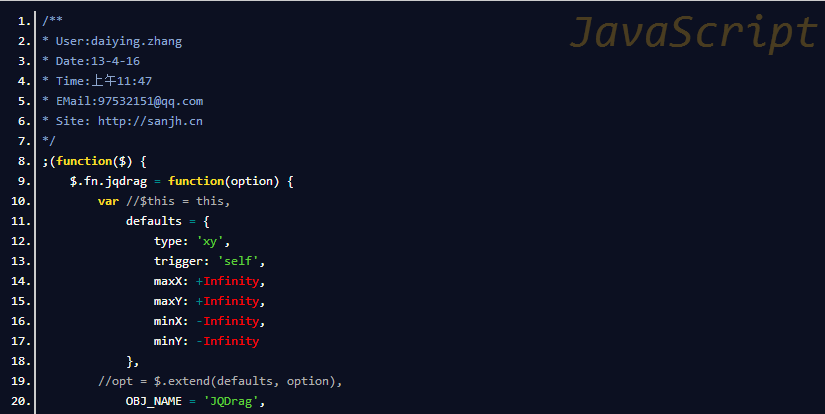 JavaScript
1. /**
2. * User:daiying.zhang
3. * Date:13-4-16
4. * Time:上午11:47
5. * EMail:97532151@qq.com
6. * Site: http://sanjh.cn
7. */
8. ;(function($) {
9.     $.fn.jqdrag = function(option) {
10.         var //$this = this,
11.             defaults = {
12.                 type: 'xy',
13.                 trigger: 'self',
14.                 maxX: +Infinity,
15.                 maxY: +Infinity,
16.                 minX: -Infinity,
17.                 minY: -Infinity
18.             },
19.         //opt = $.extend(defaults, option),
20.             OBJ_NAME = 'JQDrag',